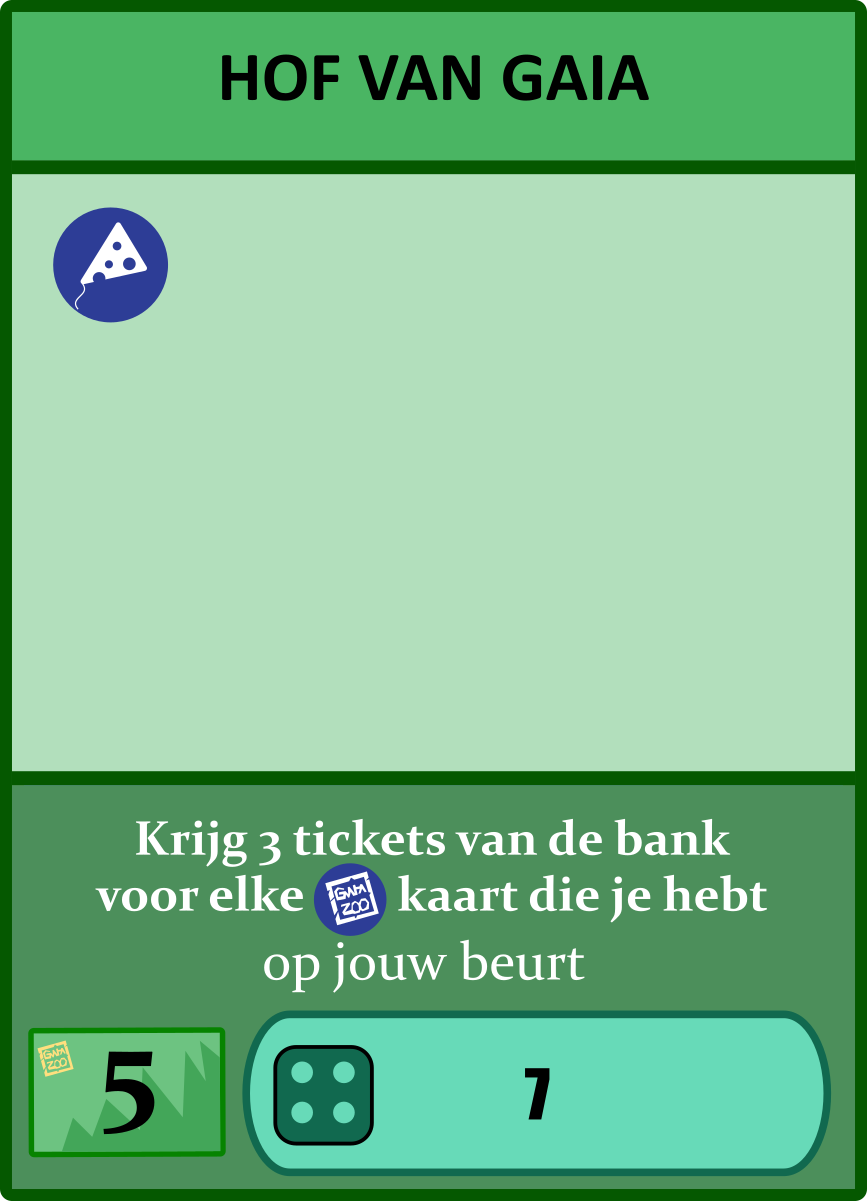 HOF VAN GAIA
Krijg 3 tickets van de bank
voor elke GAIA ZOO kaart die je hebt
op jouw beurt
GAIA
ZOO
5
7